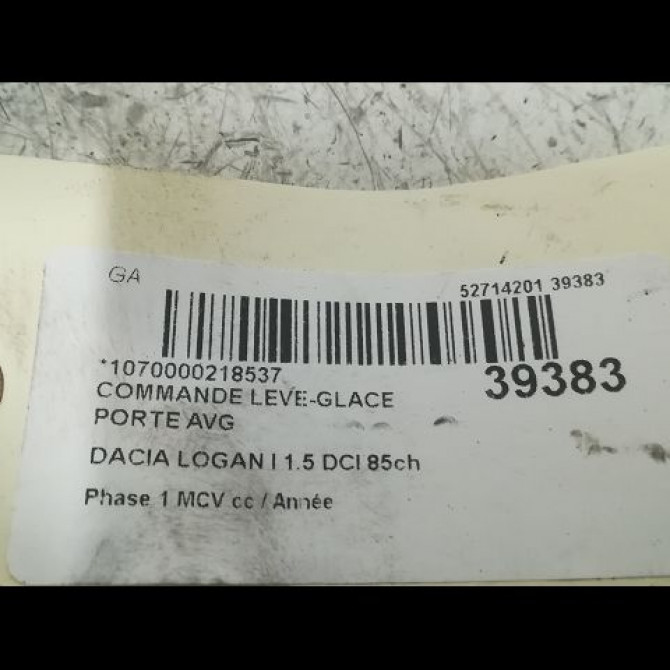 GA
52714201 39383
*1070000218537
39383
COMMANDE LEVE-GLACE
PORTE AVG
DACIA LOGAN I 1.5 DCI 85ch
Phase 1 MCV cc / Année